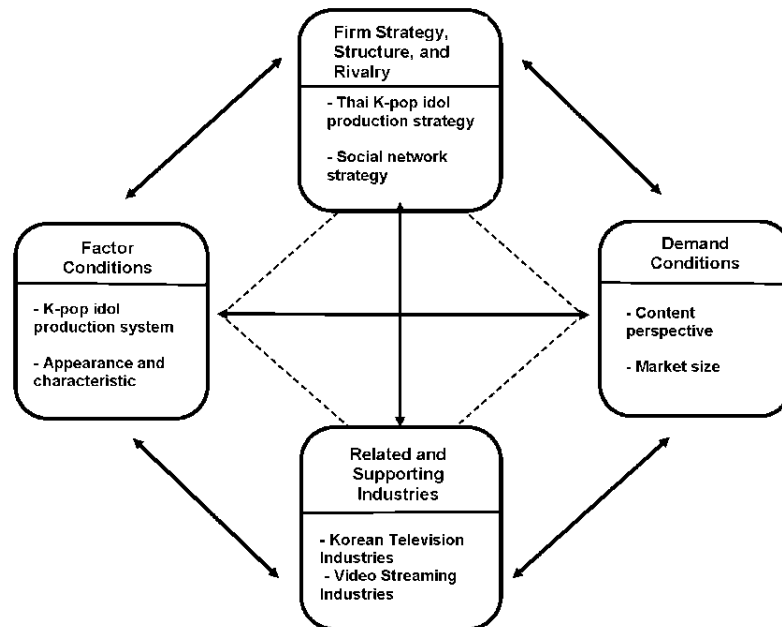 Firm Strategy,
Structure, and
Rivalry
- Thai K-pop idol
production strategy
- Social network
strategy
Factor
Conditions
- K-pop idol
production system
- Appearance and
characteristic
Demand
Conditions
- Content
perspective
- Market size
Related and
Supporting
Industries
- Korean Television
Industries
- Video Streaming
Industries